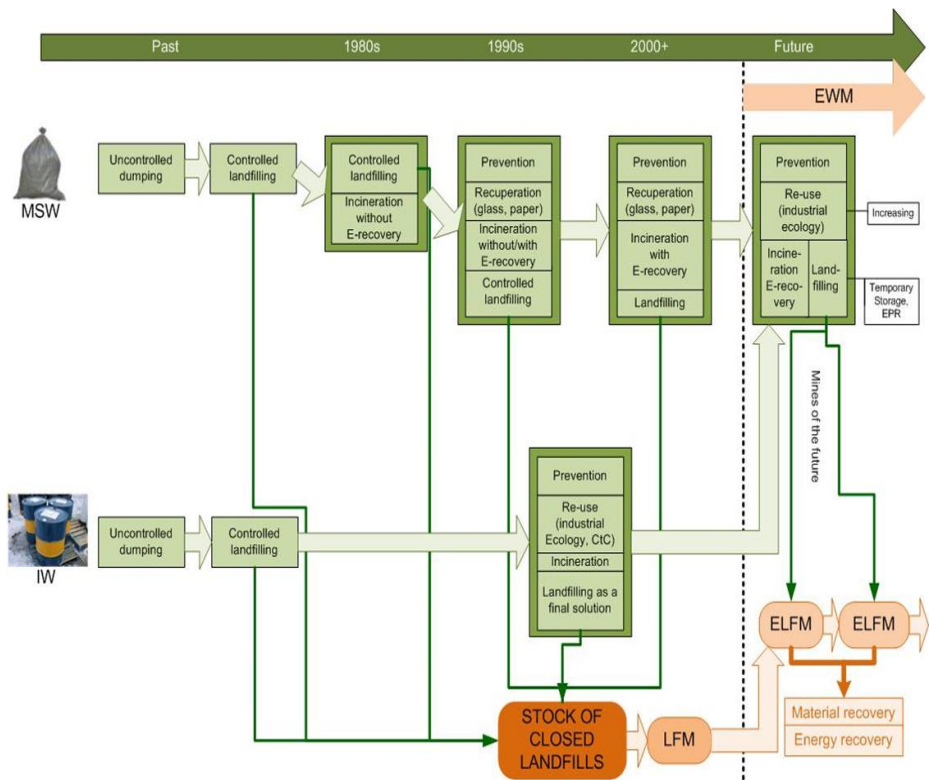 Past
1980s
1990s
2000+
Future
EWM
MSW
Uncontrolled
dumping
Controlled
landfilling
Controlled
landfilling
Incineration
without
E-recovery
Prevention
Recuperation
(glass, paper)
Incineration
without/with
E-recovery
Controlled
landfilling
Prevention
Recuperation
(glass, paper)
Incineration
with
E-recovery
Landfilling
Prevention
Re-use
(industrial
ecology)
Incine-
ration
E-reco-
very
Land-
filling
Increasing
Temporary
Storage,
EPR
Mines of the future
IW
Uncontrolled
dumping
Controlled
landfilling
Prevention
Re-use
(industrial
Ecology, CtC)
Incineration
Landfilling as a
final solution
STOCK OF
CLOSED
LANDFILLS
LFM
ELFM
ELFM
Material recovery
Energy recovery